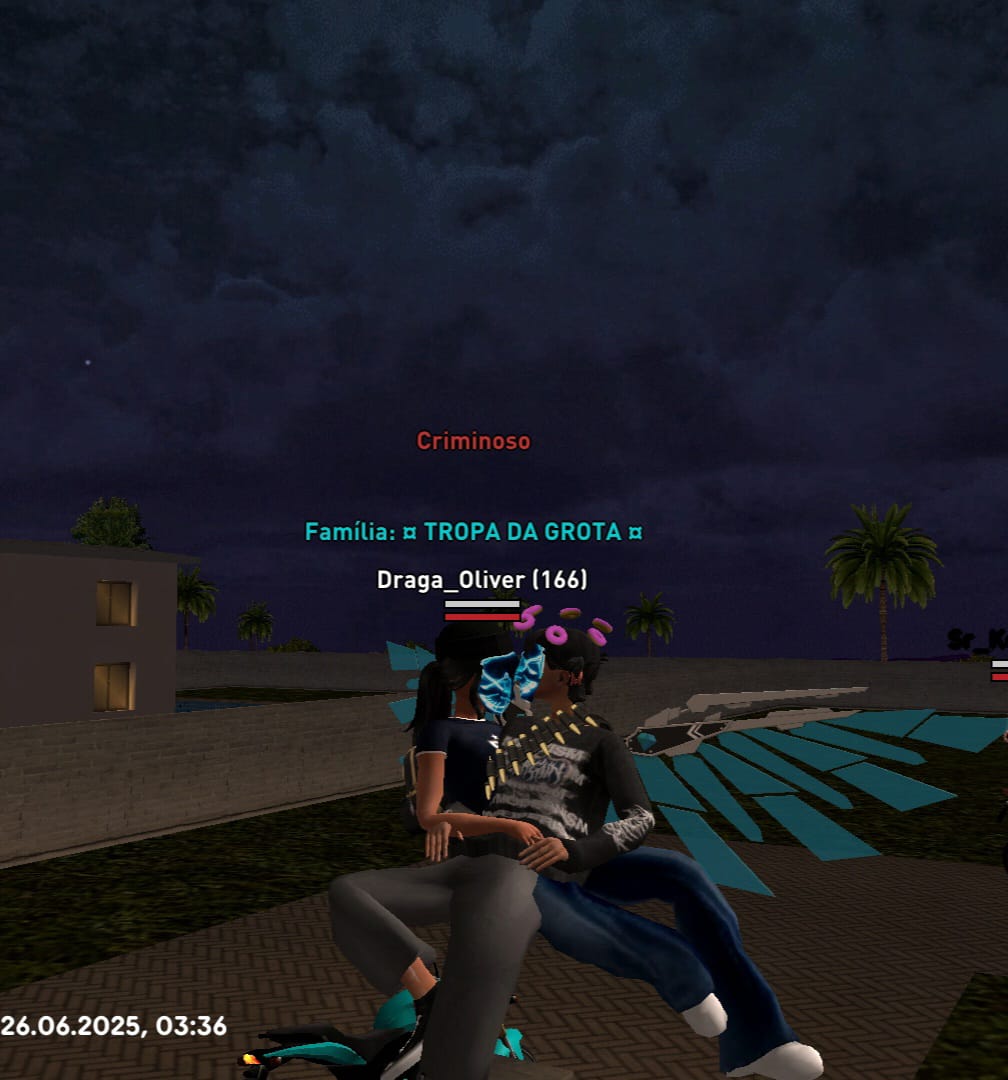 Criminoso
Família: ¤ TROPA DA GROTA ¤
Draga_Oliver (166)
26.06.2025, 03:36